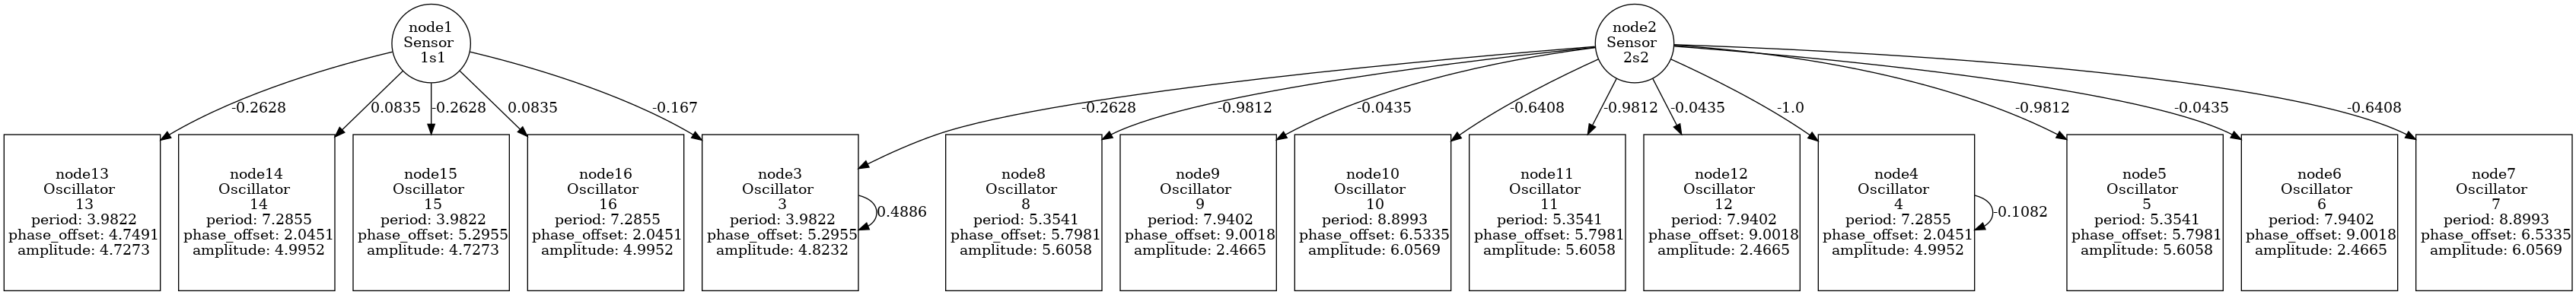 node1
Sensor
1s1
node2
Sensor
2s2
-0.2628
0.0835
-0.2628
0.0835
-0.167
-0.2628
-0.9812
-0.0435
-0.6408
-0.9812
-0.0435
-1.0
-0.9812
-0.0435
-0.6408
node13
Oscillator
13
period: 3.9822
phase_offset: 4.7491
amplitude: 4.7273
node14
Oscillator
14
period: 7.2855
phase_offset: 2.0451
amplitude: 4.9952
node15
Oscillator
15
period: 3.9822
phase_offset: 5.2955
amplitude: 4.7273
node16
Oscillator
16
period: 7.2855
phase_offset: 2.0451
amplitude: 4.9952
node3
Oscillator
3
period: 3.9822
phase_offset: 5.2955
amplitude: 4.8232
0.4886
node8
Oscillator
8
period: 5.3541
phase_offset: 5.7981
amplitude: 5.6058
node9
Oscillator
9
period: 7.9402
phase_offset: 9.0018
amplitude: 2.4665
node10
Oscillator
10
period: 8.8993
phase_offset: 6.5335
amplitude: 6.0569
node11
Oscillator
11
period: 5.3541
phase_offset: 5.7981
amplitude: 5.6058
node12
Oscillator
12
period: 7.9402
phase_offset: 9.0018
amplitude: 2.4665
node4
Oscillator
4
period: 7.2855
phase_offset: 2.0451
amplitude: 4.9952
-0.1082
node5
Oscillator
5
period: 5.3541
phase_offset: 5.7981
amplitude: 5.6058
node6
Oscillator
6
period: 7.9402
phase_offset: 9.0018
amplitude: 2.4665
node7
Oscillator
7
period: 8.8993
phase_offset: 6.5335
amplitude: 6.0569